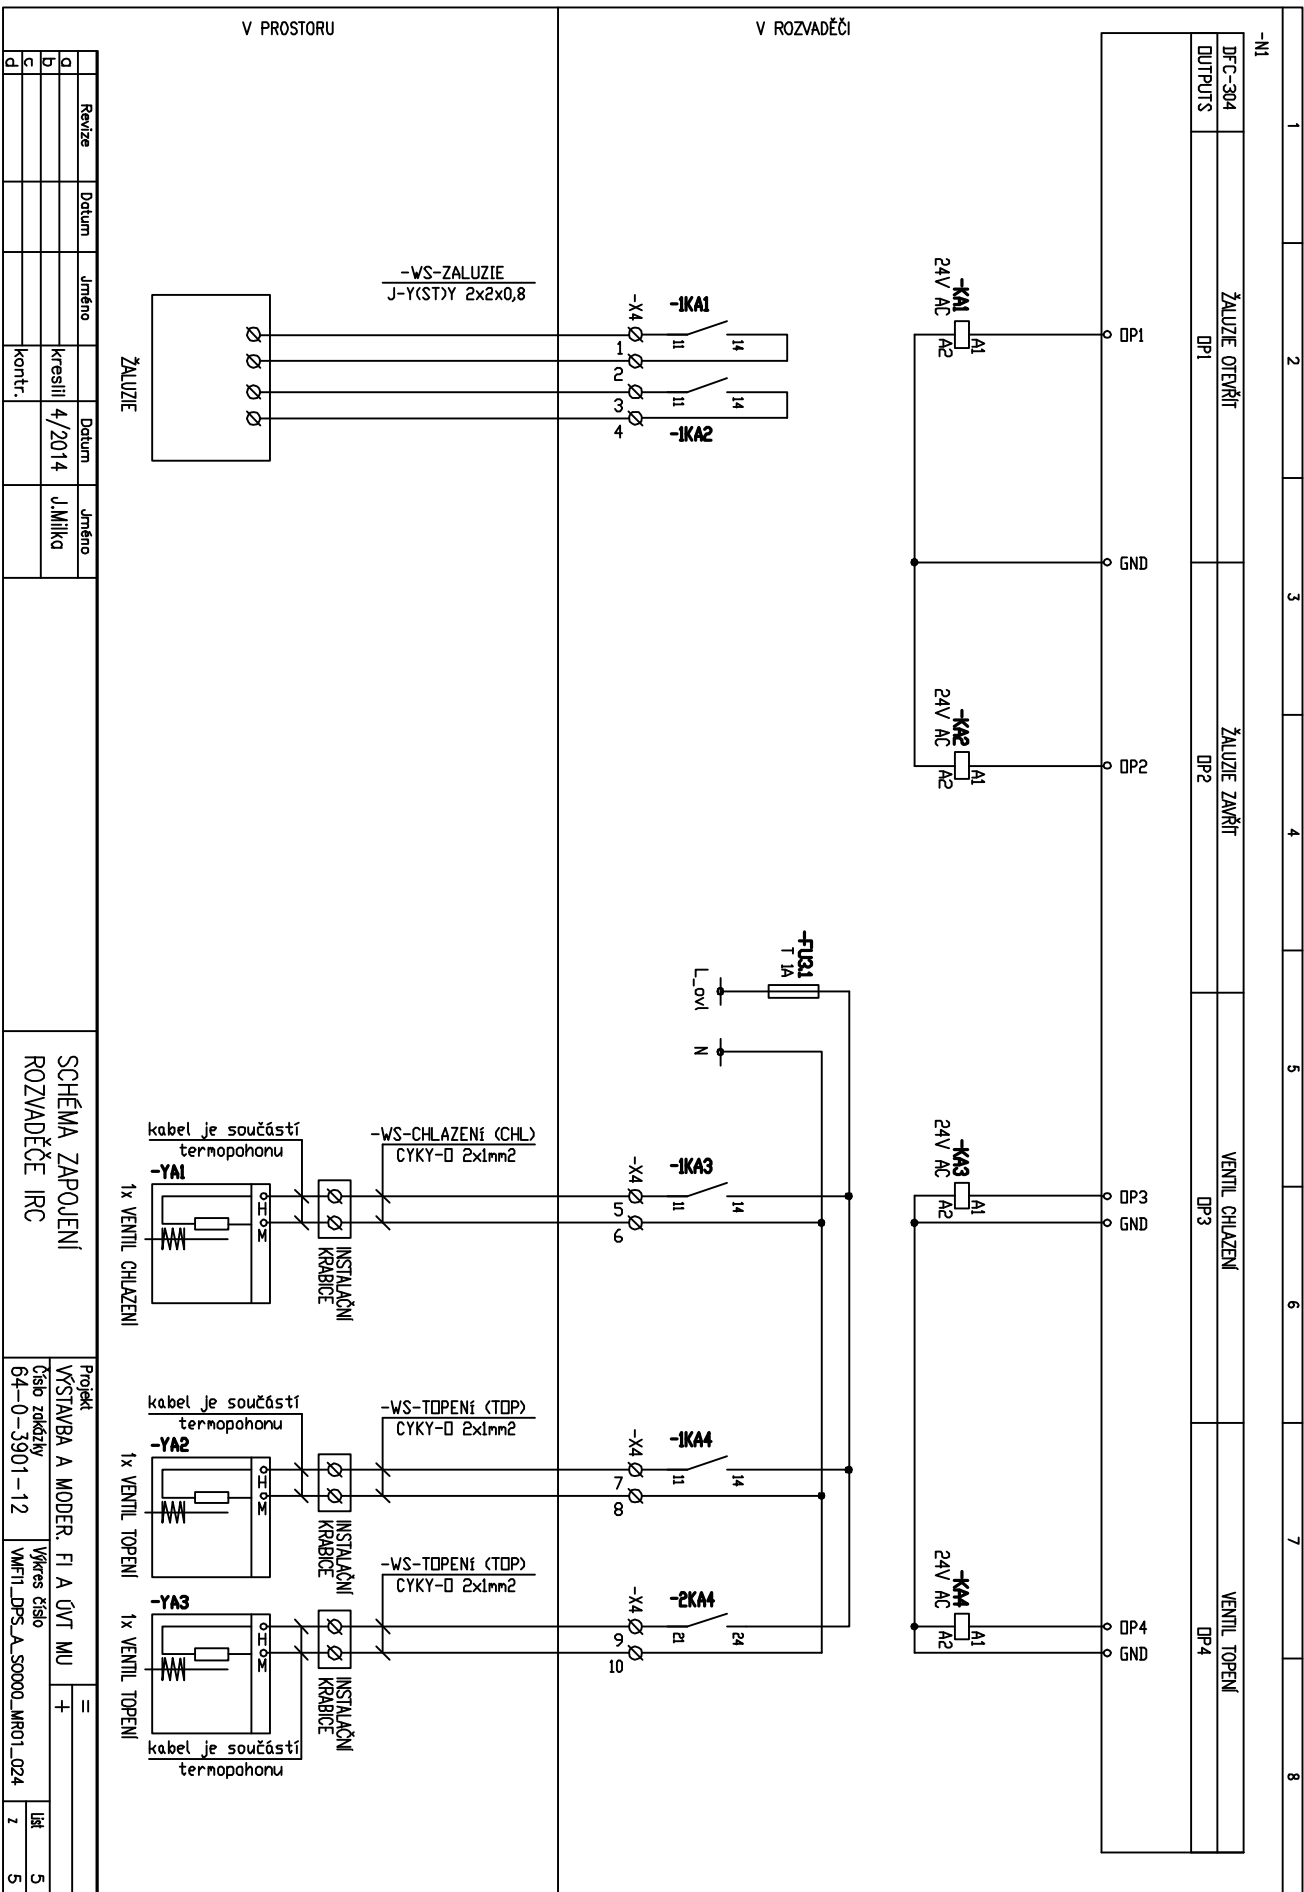 1
2
3
4
5
6
7
8
-N1
DFC-304
OUTPUTS
ŽALUZIE OTEVŘÍT
OP1
ŽALUZIE ZAVŘÍT
OP2
VENTIL CHLAZENÍ
OP3
VENTIL TOPENÍ
OP4
OP1
GND
OP2
OP3
GND
OP4
GND
-KA1
24V AC
A1
A2
-KA2
24V AC
A1
A2
-KA3
24V AC
A1
A2
-KA4
24V AC
A1
A2
V ROZVADĚČI
V PROSTORU
-FU3.1
T 1A
L_ovl
N
-X4
-1KA1
11
14
1
2
11
14
3
4
-1KA2
-X4
-1KA3
11
14
5
6
-X4
-1KA4
11
14
7
8
-X4
-2KA4
21
24
9
10
-WS-ZALUZIE
J-Y(ST)Y 2x2x0,8
-WS-CHLAZENí (CHL)
CYKY-O 2x1mm2
-WS-TOPENí (TOP)
CYKY-O 2x1mm2
-WS-TOPENí (TOP)
CYKY-O 2x1mm2
ŽALUZIE
INSTALAČNÍ
KRABICE
INSTALAČNÍ
KRABICE
INSTALAČNÍ
KRABICE
kabel je součástí
termopohonu
-YA1
H M
1x VENTIL CHLAZENÍ
kabel je součástí
termopohonu
-YA2
H M
1x VENTIL TOPENÍ
-YA3
H M
1x VENTIL TOPENÍ
kabel je součástí
termopohonu
Revize
Datum
Jméno
Datum
Jméno
a
b
kreslil
4/2014
J.Milka
c
kontr.
d
SCHÉMA ZAPOJENÍ
ROZVADĚČE IRC
Projekt
VÝSTAVBA A MODER. FI A ÚVT MU
=
+
Číslo zakázky
64-0-3901-12
Výkres číslo
VMFI1_DPS_A_S0000_MR01_024
List
5
z
5